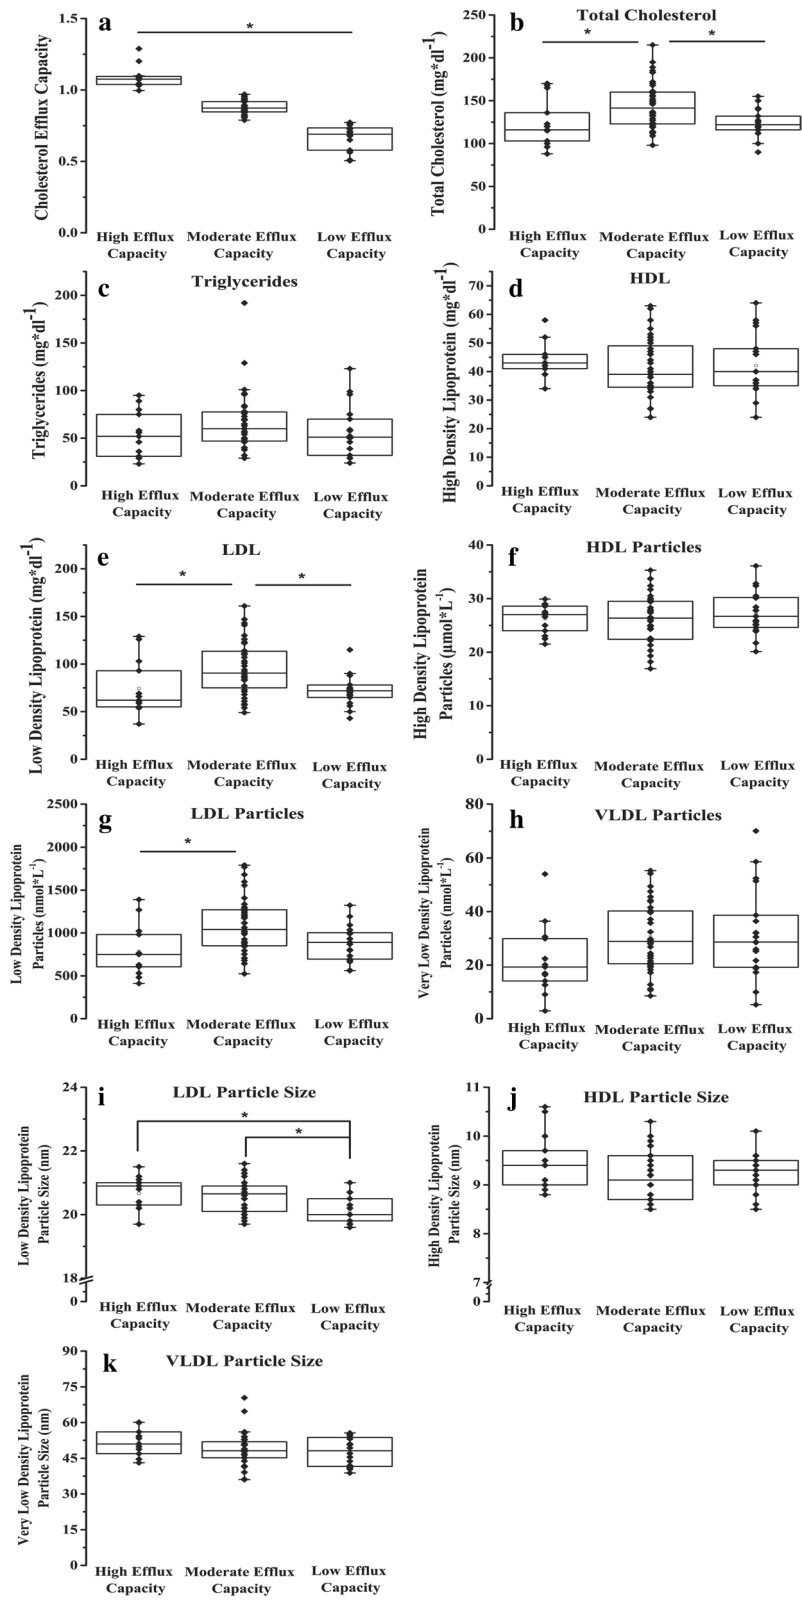 a
*
Cholesterol Efflux Capacity
1.5
1.0
0.5
0.0
High Efflux
Capacity
Moderate Efflux
Capacity
Low Efflux
Capacity
b
Total Cholesterol
*
*
Total Cholesterol (mg*dl-1)
250
200
150
100
50
0
High Efflux
Capacity
Moderate Efflux
Capacity
Low Efflux
Capacity
c
Triglycerides
Triglycerides (mg*dl-1)
200
150
100
50
0
High Efflux
Capacity
Moderate Efflux
Capacity
Low Efflux
Capacity
d
HDL
High Density Lipoprotein (mg*dl-1)
70
60
50
40
30
20
10
0
High Efflux
Capacity
Moderate Efflux
Capacity
Low Efflux
Capacity
e
LDL
*
*
Low Density Lipoprotein (mg*dl-1)
200
150
100
50
0
High Efflux
Capacity
Moderate Efflux
Capacity
Low Efflux
Capacity
f
HDL Particles
High Density Lipoprotein
Particles (µmol*L-1)
40
30
20
10
0
High Efflux
Capacity
Moderate Efflux
Capacity
Low Efflux
Capacity
g
LDL Particles
*
Low Density Lipoprotein
Particles (nmol*L-1)
2500
2000
1500
1000
500
0
High Efflux
Capacity
Moderate Efflux
Capacity
Low Efflux
Capacity
h
VLDL Particles
Very Low Density Lipoprotein
Particles (nmol*L-1)
80
60
40
20
0
High Efflux
Capacity
Moderate Efflux
Capacity
Low Efflux
Capacity
i
LDL Particle Size
*
*
Low Density Lipoprotein
Particle Size (nm)
24
22
20
18
0
High Efflux
Capacity
Moderate Efflux
Capacity
Low Efflux
Capacity
j
HDL Particle Size
High Density Lipoprotein
Particle Size (nm)
11
10
9
8
7
0
High Efflux
Capacity
Moderate Efflux
Capacity
Low Efflux
Capacity
k
VLDL Particle Size
Very Low Density Lipoprotein
Particle Size (nm)
90
75
60
45
30
15
0
High Efflux
Capacity
Moderate Efflux
Capacity
Low Efflux
Capacity